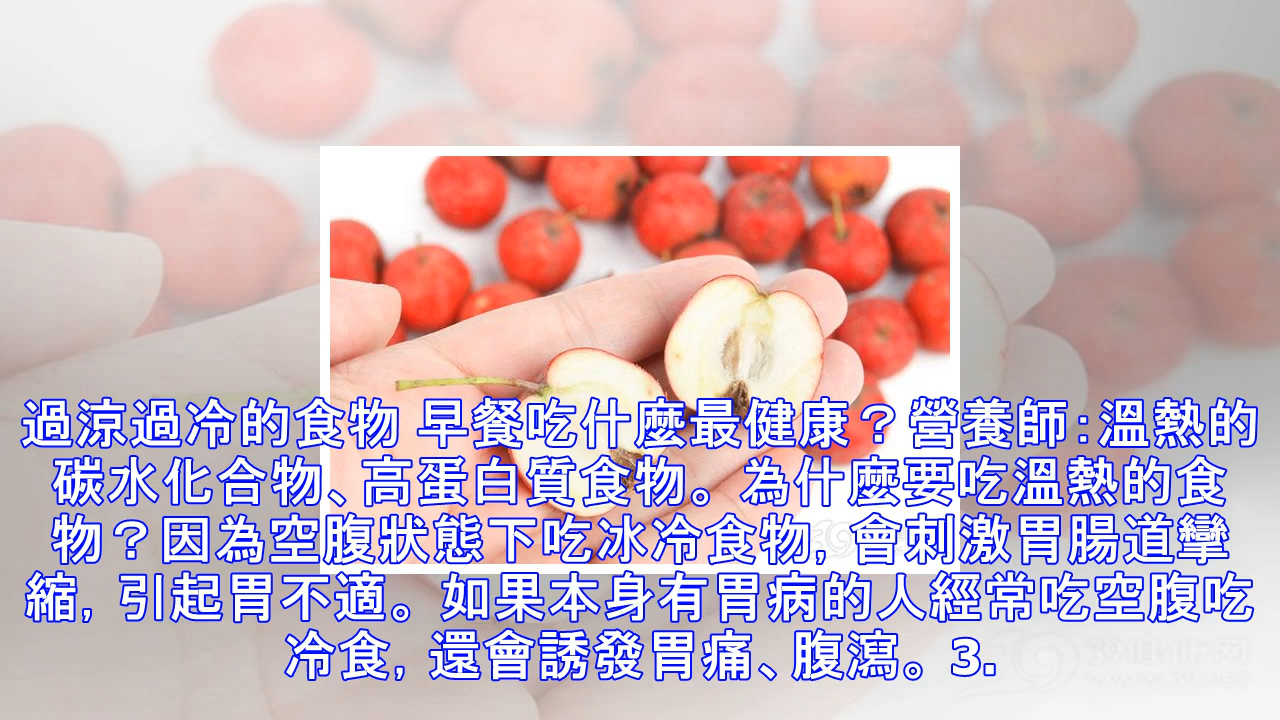 過涼過冷的食物 早餐吃什麼最健康？營養師：溫熱的
碳水化合物、高蛋白質食物。為什麼要吃溫熱的食
物？因為空腹狀態下吃冰冷食物，會刺激胃腸道攣
縮，引起胃不適。如果本身有胃病的人經常吃空腹吃
冷食，還會誘發胃痛、腹瀉。3.